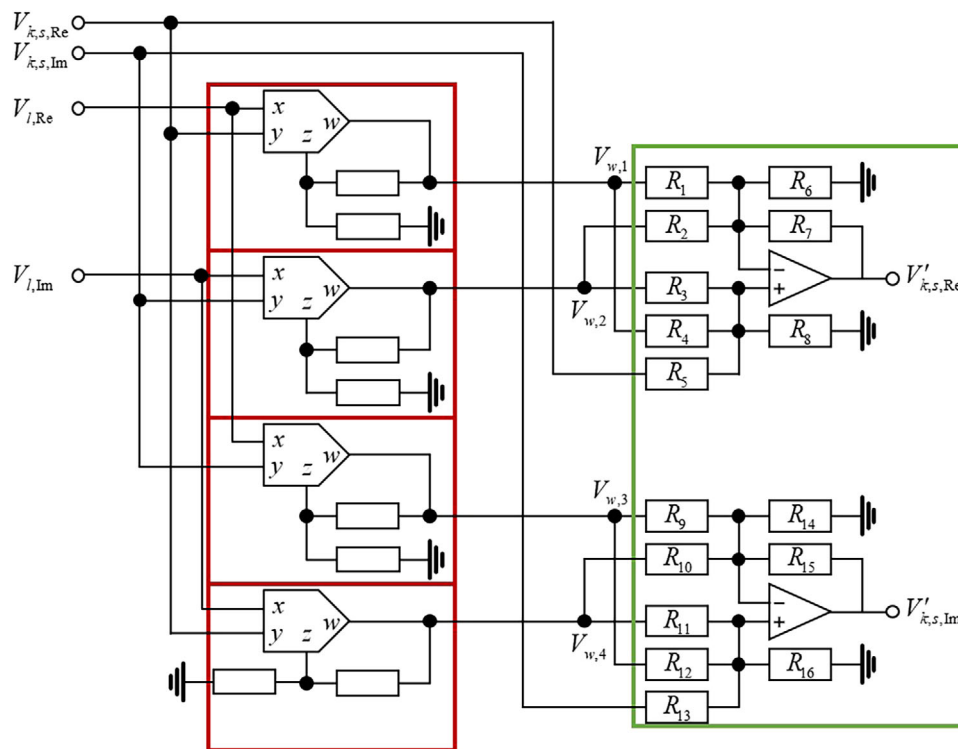 V_{k,s,Re}
V_{k,s,Im}
V_{l,Re}
x
y z w
V_{w,1}
R_1 R_6
R_2 R_7
V_{l,Im}
x
y z w
−
+
V'_{k,s,Re}
V_{w,2}
R_3
R_4 R_8
R_5
x
y z w
V_{w,3}
R_9 R_14
R_10 R_15
x
y z w
−
+
V'_{k,s,Im}
V_{w,4}
R_11
R_12 R_16
R_13